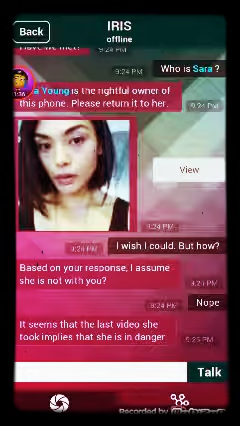 IRIS
Back
offline
Have we met?
9:24 PM
Who is Sara ?
9:24 PM
a Young is the rightful owner of
this phone. Please return it to her.
9:24 PM
View
9:24 PM
I wish I could. But how?
9:24 PM
Based on your response, I assume
she is not with you?
9:24 PM
Nope
9:24 PM
It seems that the last video she
took implies that she is in danger
9:25 PM
Talk
Recorded by